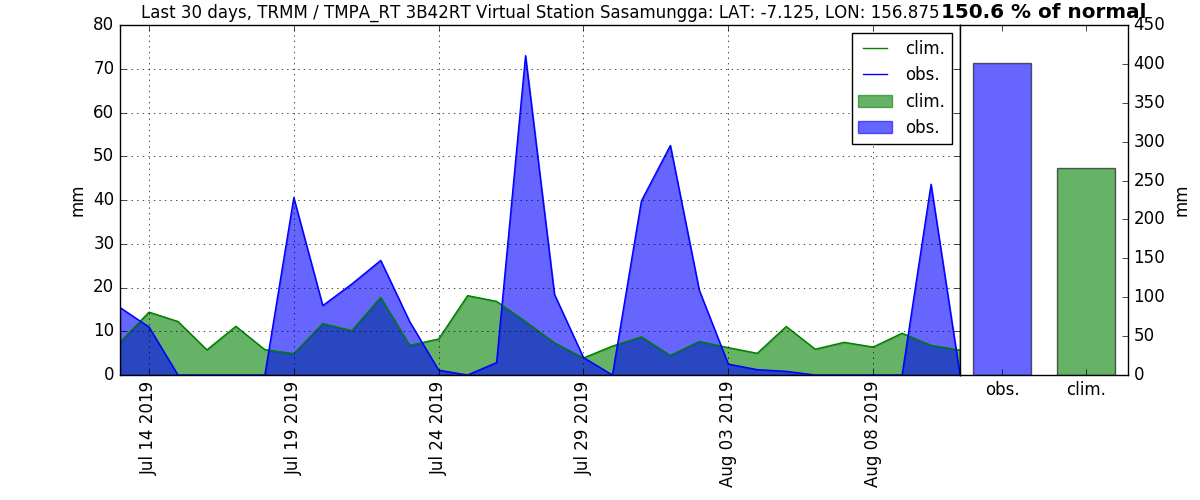 Last 30 days, TRMM / TMPA_RT 3B42RT Virtual Station Sasamungga: LAT: -7.125, LON: 156.875
150.6 % of normal
80
70
60
50
40
30
20
10
0
mm
clim.
obs.
clim.
obs.
Jul 14 2019
Jul 19 2019
Jul 24 2019
Jul 29 2019
Aug 03 2019
Aug 08 2019
450
400
350
300
250
200
150
100
50
0
mm
obs.
clim.